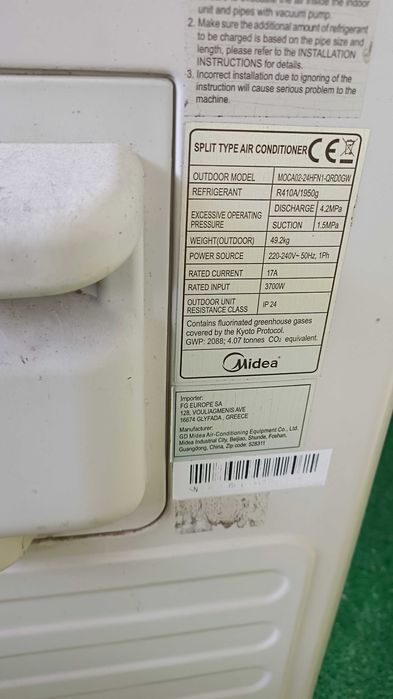 unit and pipes with vacuum pump.
2. Make sure the additional amount of refrigerant
to be charged is based on the pipe size and
length, please refer to the INSTALLATION
INSTRUCTIONS for details.
3. Incorrect installation due to ignoring of the
instruction will cause serious problem to the
machine.
SPLIT TYPE AIR CONDITIONER CE
OUTDOOR MODEL MOCA02-24HFN1-QRD0GW
REFRIGERANT R410A/1950g
EXCESSIVE OPERATING PRESSURE DISCHARGE 4.2MPa
SUCTION 1.5MPa
WEIGHT(OUTDOOR) 49.2kg
POWER SOURCE 220-240V~ 50Hz, 1Ph
RATED CURRENT 17A
RATED INPUT 3700W
OUTDOOR UNIT
RESISTANCE CLASS IP 24
Contains fluorinated greenhouse gases
covered by the Kyoto Protocol.
GWP: 2088; 4.07 tonnes CO₂ equivalent.
Midea
Importer:
FG EUROPE SA
128, VOULIAGMENIS AVE
16674 GLYFADA , GREECE
Manufacturer:
GD Midea Air-Conditioning Equipment Co., Ltd.
Midea Industrial City, Beijiao, Shunde, Foshan,
Guangdong, China, Zip code: 528311
SN